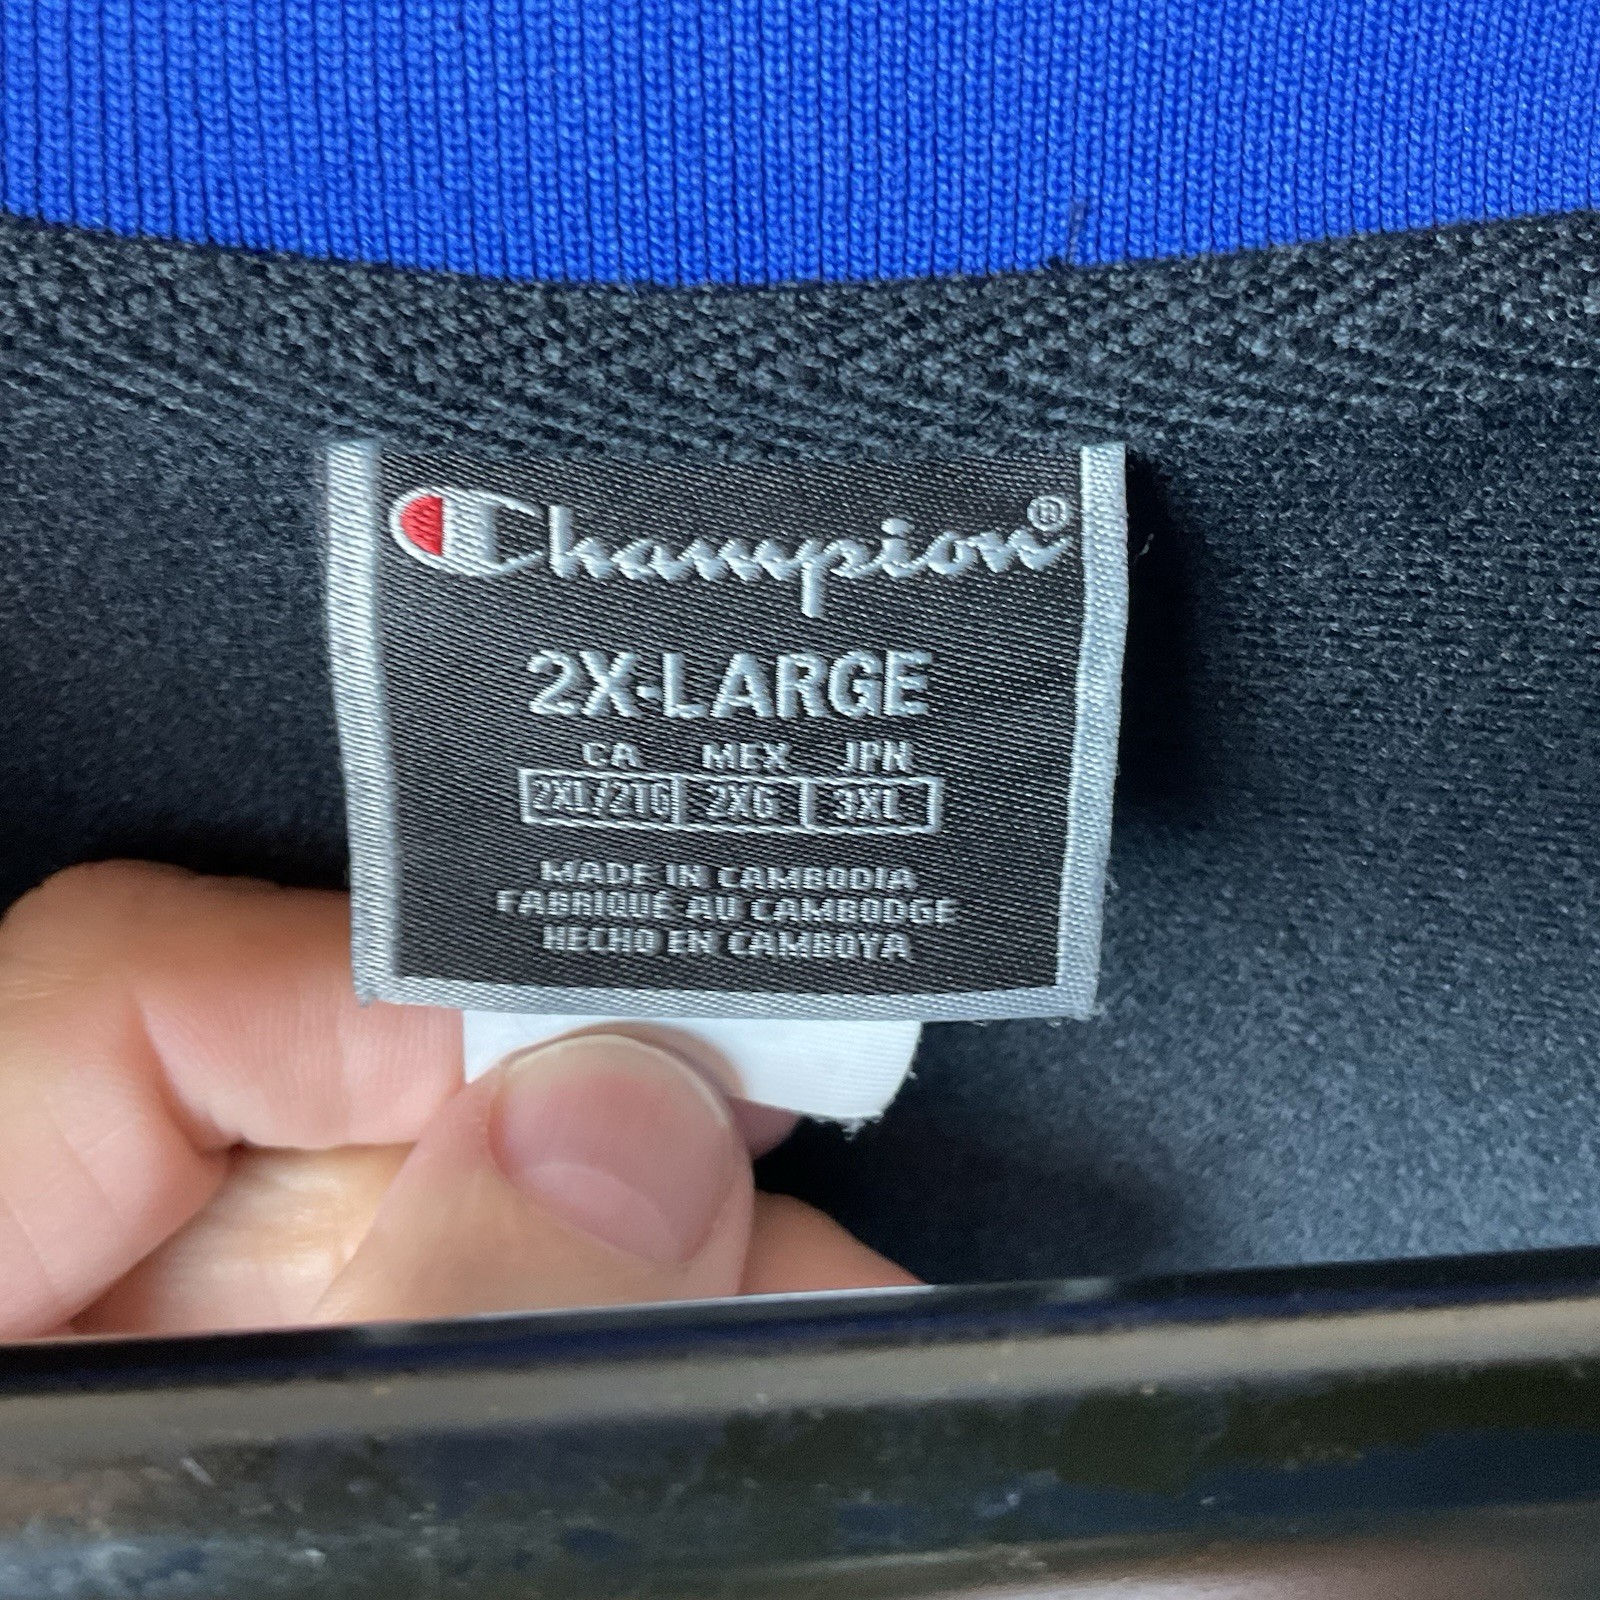 Champion®
2X-LARGE
CA MEX JPN
2XL/2TG 2XG 3XL
MADE IN CAMBODIA
FABRIQUÉ AU CAMBODGE
HECHO EN CAMBOYA